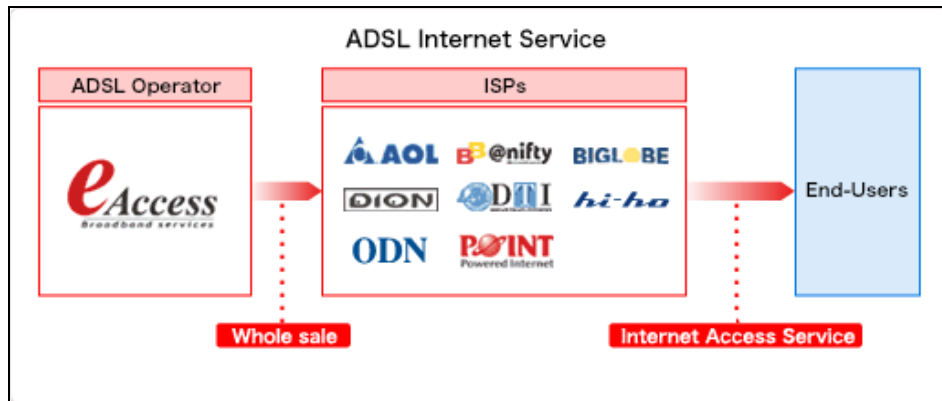 ADSL Internet Service
ADSL Operator
ISPs
eAccess
Broadband services
AOL
BB @nifty
BIGLOBE
DION
DTI
hi-ho
ODN
POINT
Powered Internet
End-Users
Whole sale
Internet Access Service